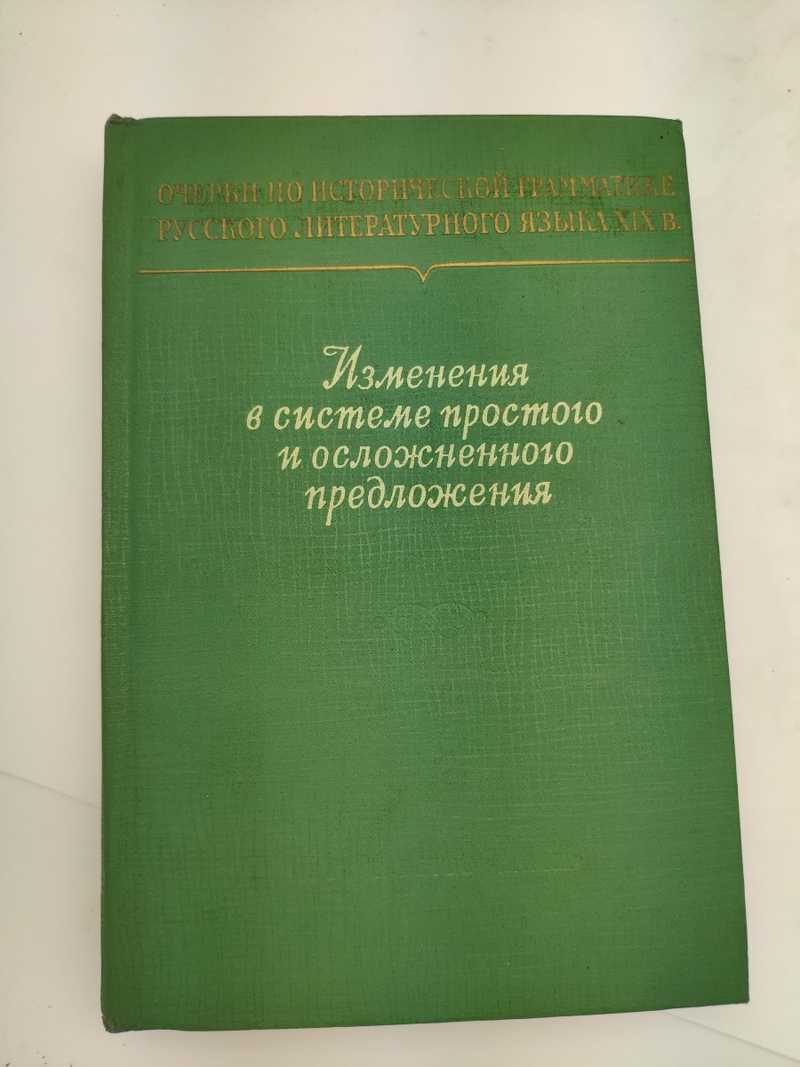 ОЧЕРКИ ПО ИСТОРИЧЕСКОЙ ГРАММАТИКЕ
РУССКОГО ЛИТЕРАТУРНОГО ЯЗЫКА XIX В.
Изменения
в системе простого
и осложненного
предложения